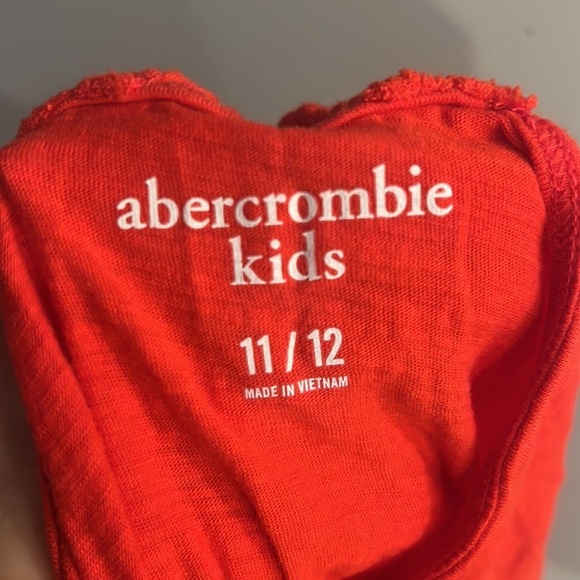 abercrombie
kids
11 / 12
MADE IN VIETNAM